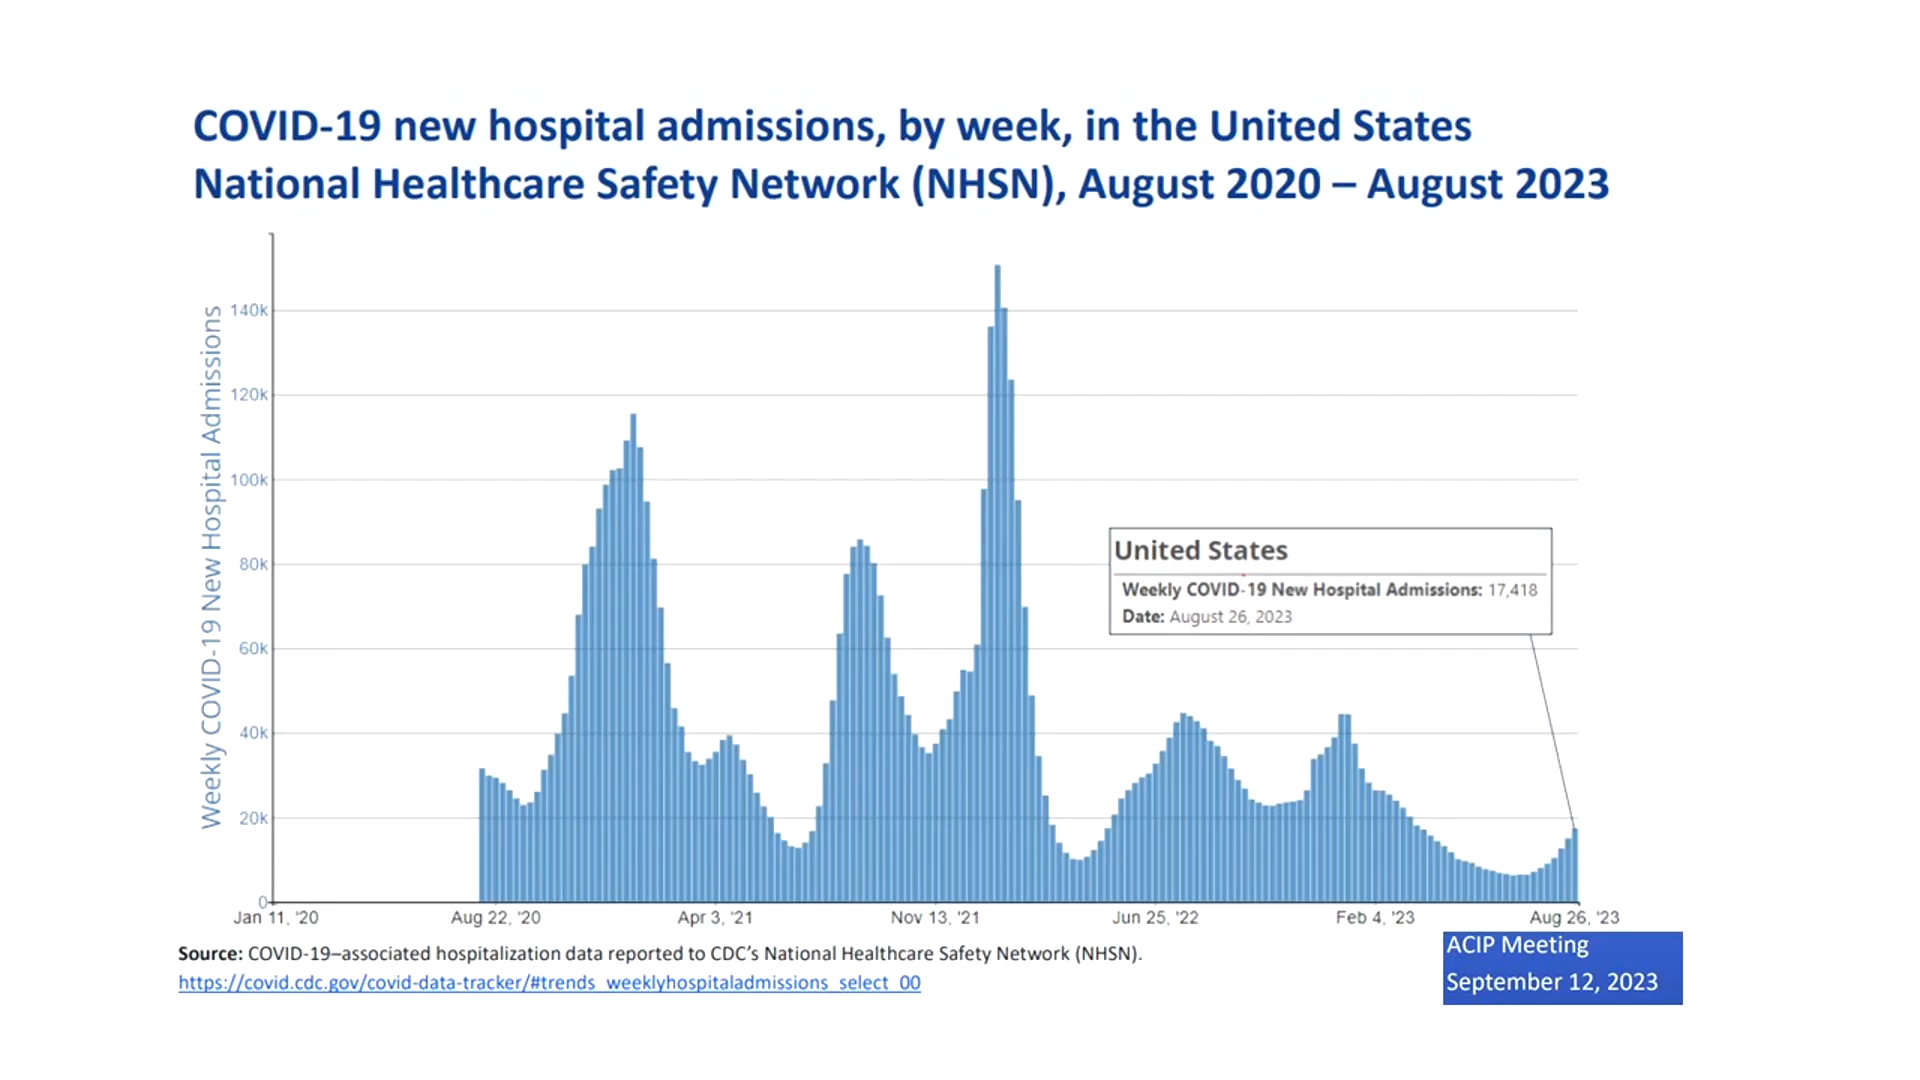 COVID-19 new hospital admissions, by week, in the United States
National Healthcare Safety Network (NHSN), August 2020 – August 2023
Weekly COVID-19 New Hospital Admissions
140k
120k
100k
80k
60k
40k
20k
0
United States
Weekly COVID-19 New Hospital Admissions: 17,418
Date: August 26, 2023
Jan 11, '20
Aug 22, '20
Apr 3, '21
Nov 13, '21
Jun 25, '22
Feb 4, '23
Aug 26, '23
Source: COVID-19–associated hospitalization data reported to CDC’s National Healthcare Safety Network (NHSN).
https://covid.cdc.gov/covid-data-tracker/#trends_weeklyhospitaladmissions_select_00
ACIP Meeting
September 12, 2023